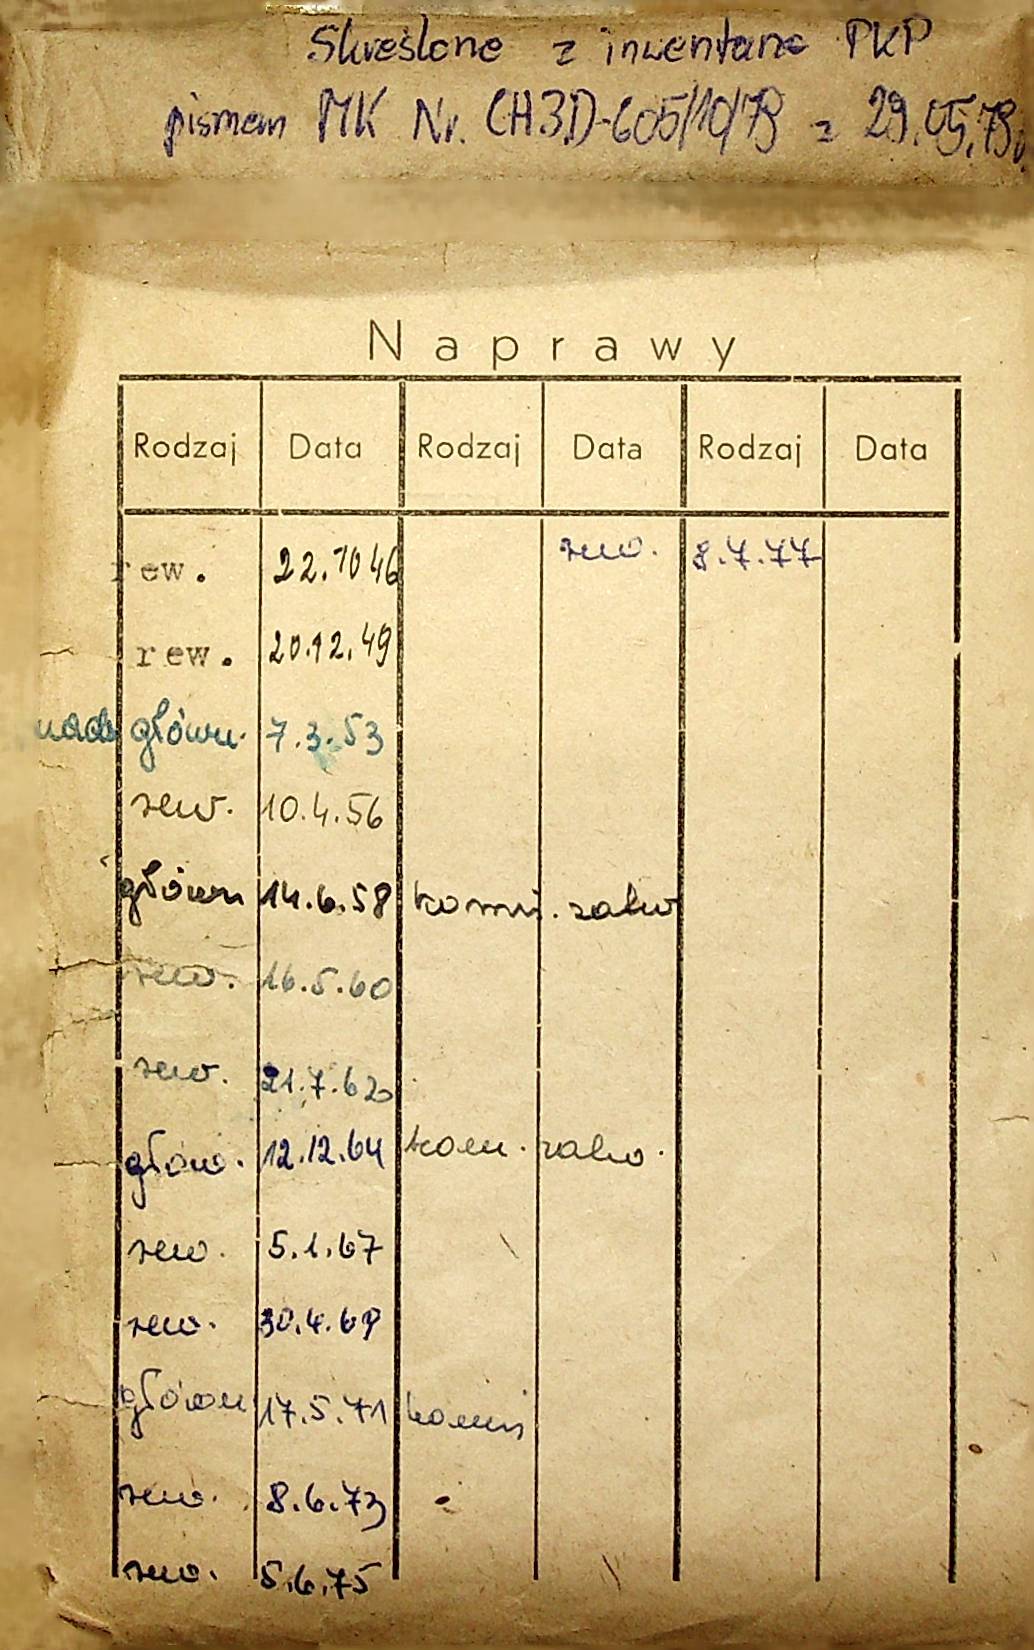 Skreślone z inwentarza PKP
pismem MK Nr. CH3D-605/10/79 z 29.05.79r.
Naprawy
Rodzaj Data Rodzaj Data Rodzaj Data
rew. 22.10 46 rew. 8.7.77
rew. 20.12.49
główn. 7.3.53
rew. 10.4.56
główn 14.6.58
rew. 16.5.60
rew. 21.7.62
głów. 12.12.64
rew. 5.1.67
rew. 30.4.69
główn 17.5.71
rew. 8.6.73
rew. 5.6.75